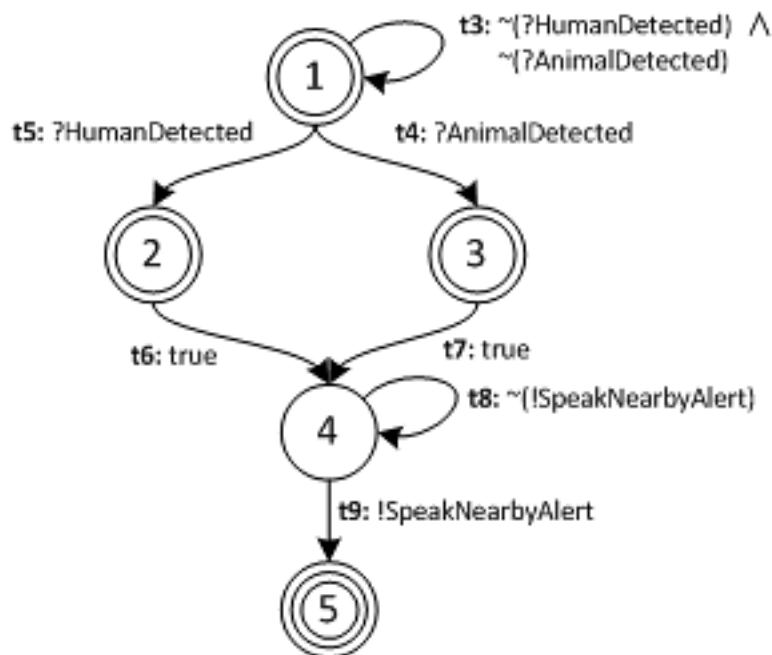 t3: ~(?HumanDetected) ∧
~(?AnimalDetected)
1
t5: ?HumanDetected
t4: ?AnimalDetected
2
3
t6: true
t7: true
t8: ~(!SpeakNearbyAlert)
4
t9: !SpeakNearbyAlert
5